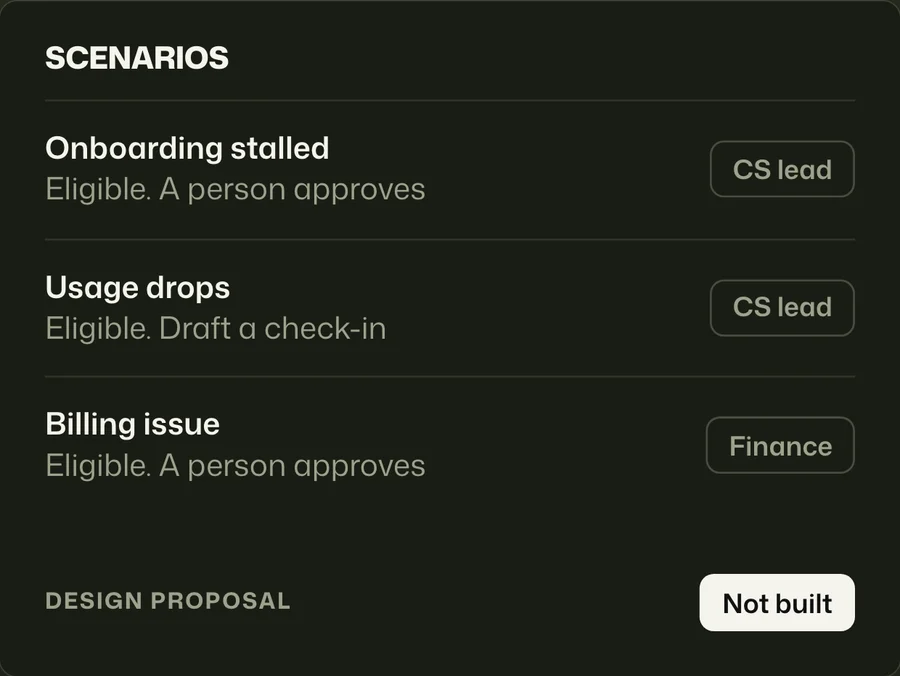 SCENARIOS
Onboarding stalled
Eligible. A person approves
CS lead
Usage drops
Eligible. Draft a check-in
CS lead
Billing issue
Eligible. A person approves
Finance
DESIGN PROPOSAL
Not built